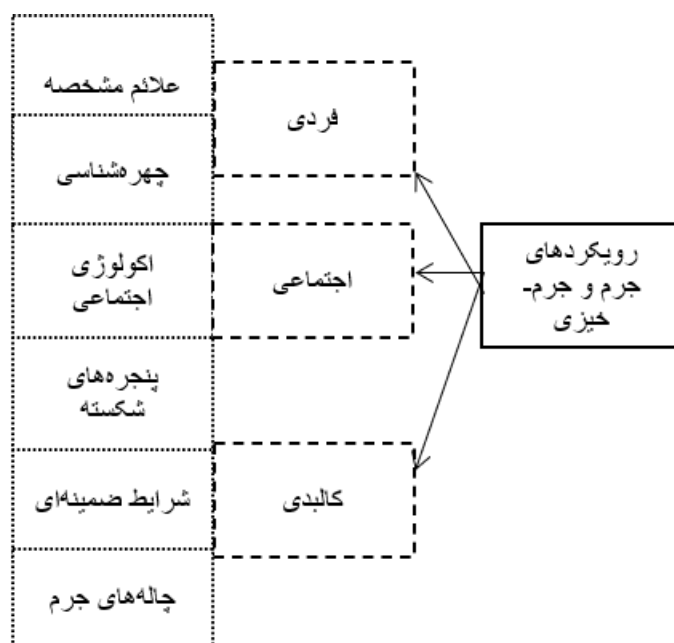 رویکردهای
جرم و جرم-
خیزی
فردی
اجتماعی
کالبدی
علائم مشخصه
چهره‌شناسی
اکولوژی
اجتماعی
پنجره‌های
شکسته
شرایط ضمینه‌ای
چاله‌های جرم